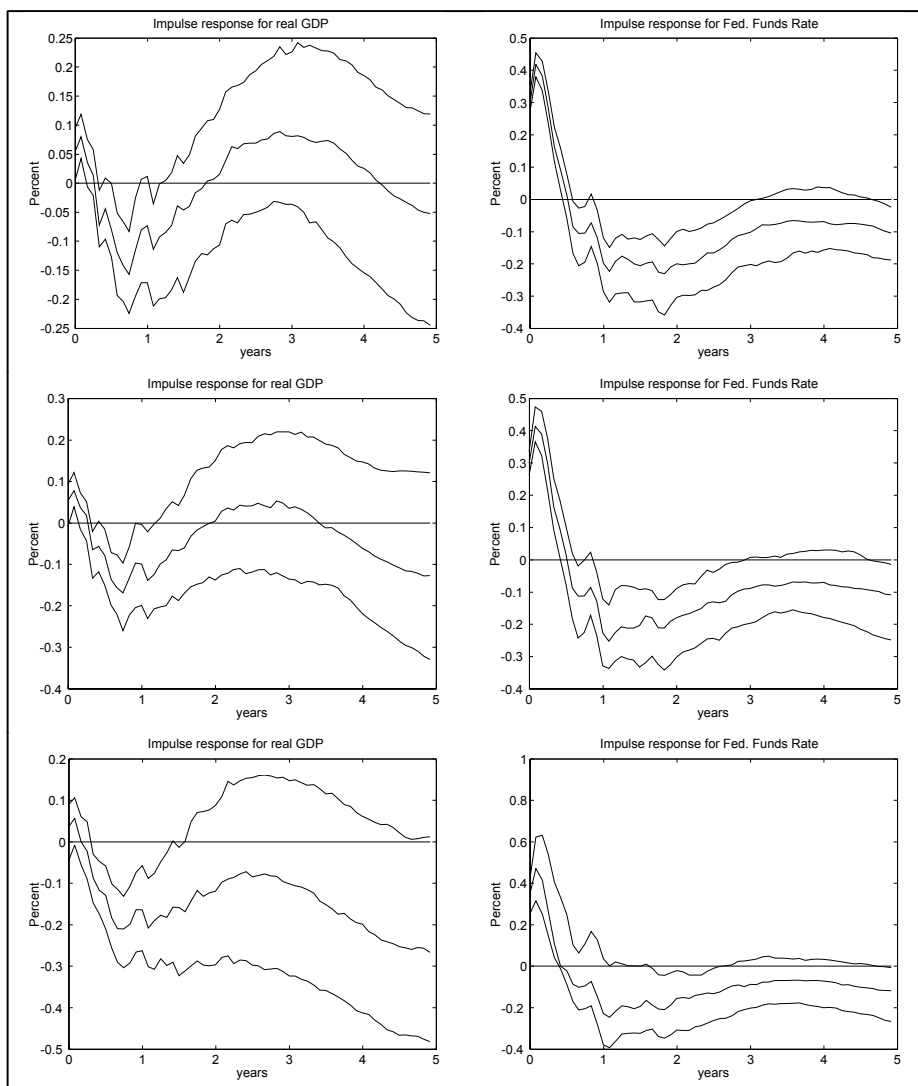 Impulse response for real GDP
0.25
0.2
0.15
0.1
0.05
0
-0.05
-0.1
-0.15
-0.2
-0.25
Percent
0 1 2 3 4 5
years
Impulse response for Fed. Funds Rate
0.5
0.4
0.3
0.2
0.1
0
-0.1
-0.2
-0.3
-0.4
Percent
0 1 2 3 4 5
years
Impulse response for real GDP
0.3
0.2
0.1
0
-0.1
-0.2
-0.3
-0.4
Percent
0 1 2 3 4 5
years
Impulse response for Fed. Funds Rate
0.5
0.4
0.3
0.2
0.1
0
-0.1
-0.2
-0.3
-0.4
Percent
0 1 2 3 4 5
years
Impulse response for real GDP
0.2
0.1
0
-0.1
-0.2
-0.3
-0.4
-0.5
Percent
0 1 2 3 4 5
years
Impulse response for Fed. Funds Rate
1
0.8
0.6
0.4
0.2
0
-0.2
-0.4
Percent
0 1 2 3 4 5
years